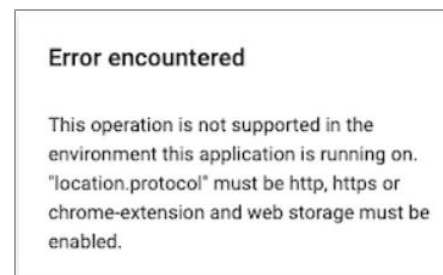 Error encountered
This operation is not supported in the
environment this application is running on.
"location.protocol" must be http, https or
chrome-extension and web storage must be
enabled.